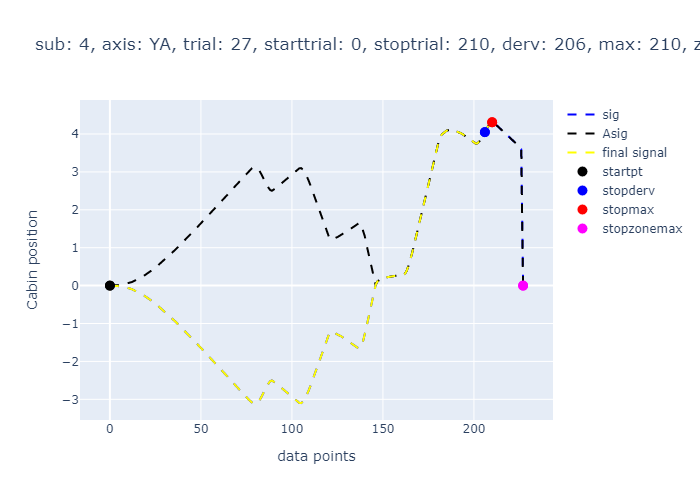 sub: 4, axis: YA, trial: 27, starttrial: 0, stoptrial: 210, derv: 206, max: 210, z
sig
Asig
final signal
startpt
stopderv
stopmax
stopzonemax
Cabin position
4
3
2
1
0
−1
−2
−3
0
50
100
150
200
data points